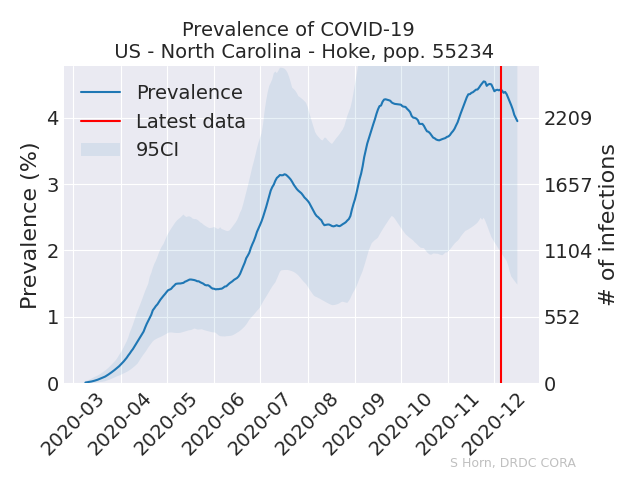 Prevalence of COVID-19
US - North Carolina - Hoke, pop. 55234
Prevalence
Latest data
95CI
Prevalence (%)
4
3
2
1
0
2209
1657
1104
552
0
# of infections
2020-03
2020-04
2020-05
2020-06
2020-07
2020-08
2020-09
2020-10
2020-11
2020-12
S Horn, DRDC CORA